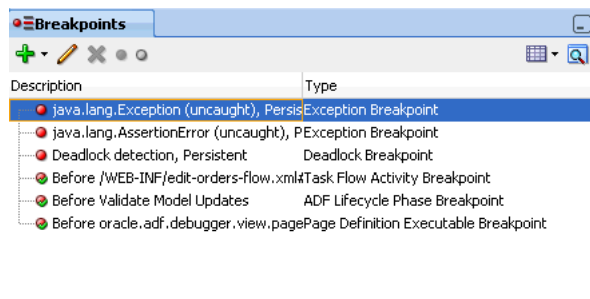 Breakpoints
Description Type
java.lang.Exception (uncaught), Persis Exception Breakpoint
java.lang.AssertionError (uncaught), P Exception Breakpoint
Deadlock detection, Persistent Deadlock Breakpoint
Before /WEB-INF/edit-orders-flow.xml# Task Flow Activity Breakpoint
Before Validate Model Updates ADF Lifecycle Phase Breakpoint
Before oracle.adf.debugger.view.page Page Definition Executable Breakpoint